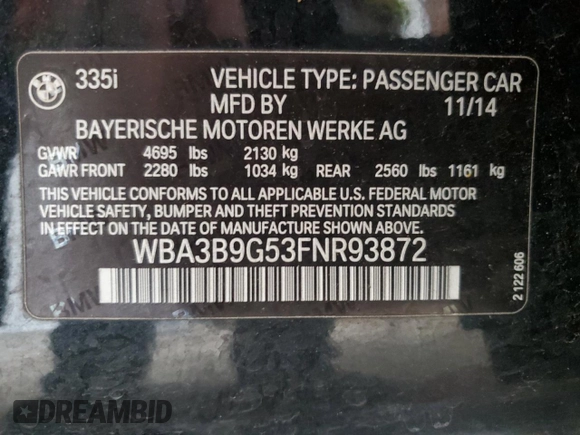 335i VEHICLE TYPE: PASSENGER CAR
MFD BY 11/14
BAYERISCHE MOTOREN WERKE AG
GVWR 4695 lbs 2130 kg
GAWR FRONT 2280 lbs 1034 kg REAR 2560 lbs 1161 kg
THIS VEHICLE CONFORMS TO ALL APPLICABLE U.S. FEDERAL MOTOR
VEHICLE SAFETY, BUMPER AND THEFT PREVENTION STANDARDS
IN EFFECT ON THE DATE OF MANUFACTURE SHOWN ABOVE.
WBA3B9G53FNR93872
2 122 606
DREAMBID